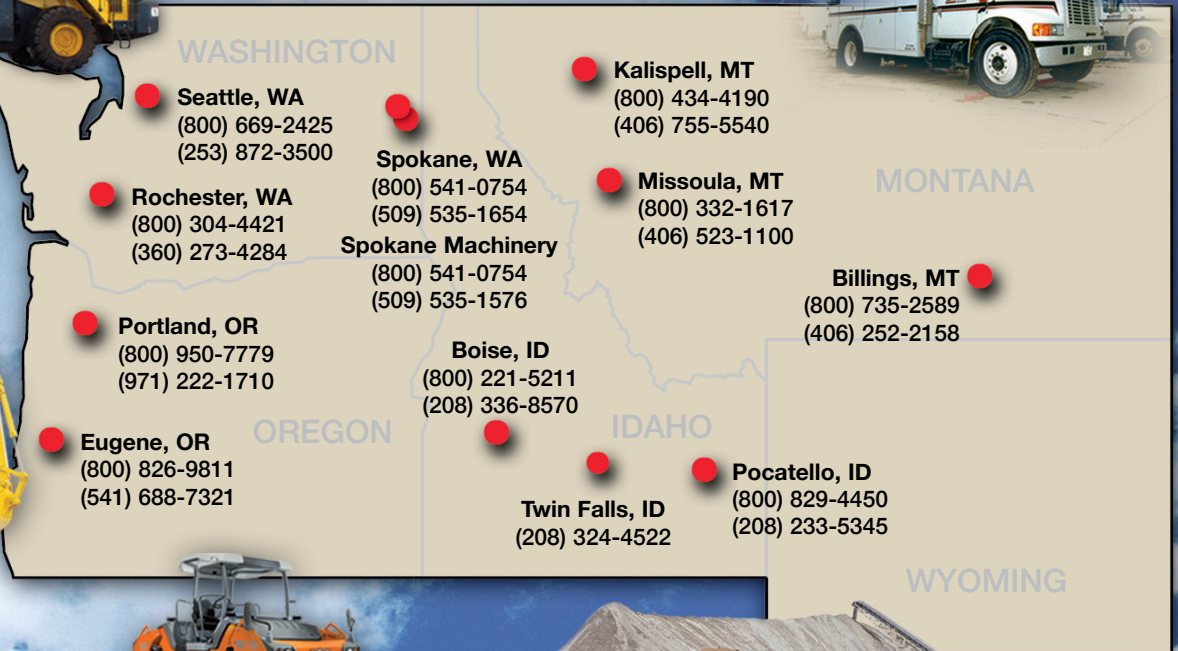 WASHINGTON
Seattle, WA
(800) 669-2425
(253) 872-3500
Rochester, WA
(800) 304-4421
(360) 273-4284
Spokane, WA
(800) 541-0754
(509) 535-1654
Spokane Machinery
(800) 541-0754
(509) 535-1576
Kalispell, MT
(800) 434-4190
(406) 755-5540
Missoula, MT
(800) 332-1617
(406) 523-1100
MONTANA
Billings, MT
(800) 735-2589
(406) 252-2158
Portland, OR
(800) 950-7779
(971) 222-1710
Eugene, OR
(800) 826-9811
(541) 688-7321
OREGON
Boise, ID
(800) 221-5211
(208) 336-8570
IDAHO
Twin Falls, ID
(208) 324-4522
Pocatello, ID
(800) 829-4450
(208) 233-5345
WYOMING